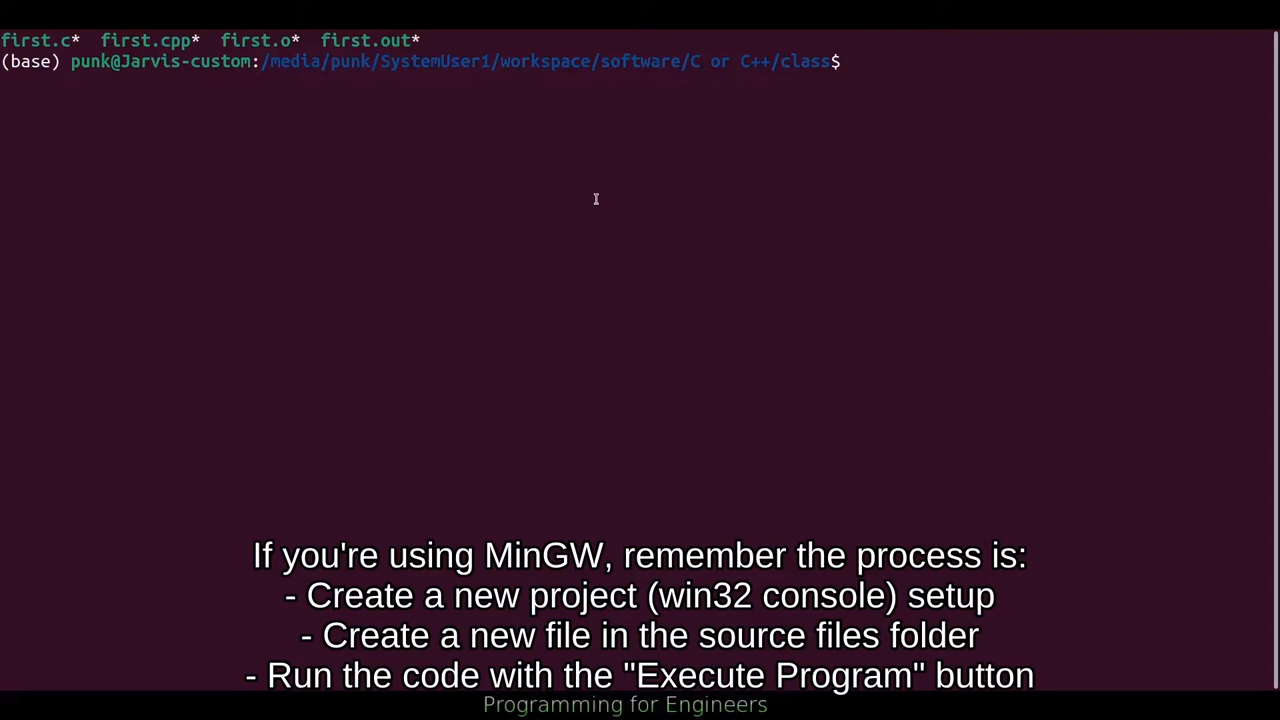 first.c*  first.cpp*  first.o*  first.out*
(base) punk@Jarvis-custom:/media/punk/SystemUser1/workspace/software/C or C++/class$
If you're using MinGW, remember the process is:
- Create a new project (win32 console) setup
- Create a new file in the source files folder
- Run the code with the "Execute Program" button
Programming for Engineers